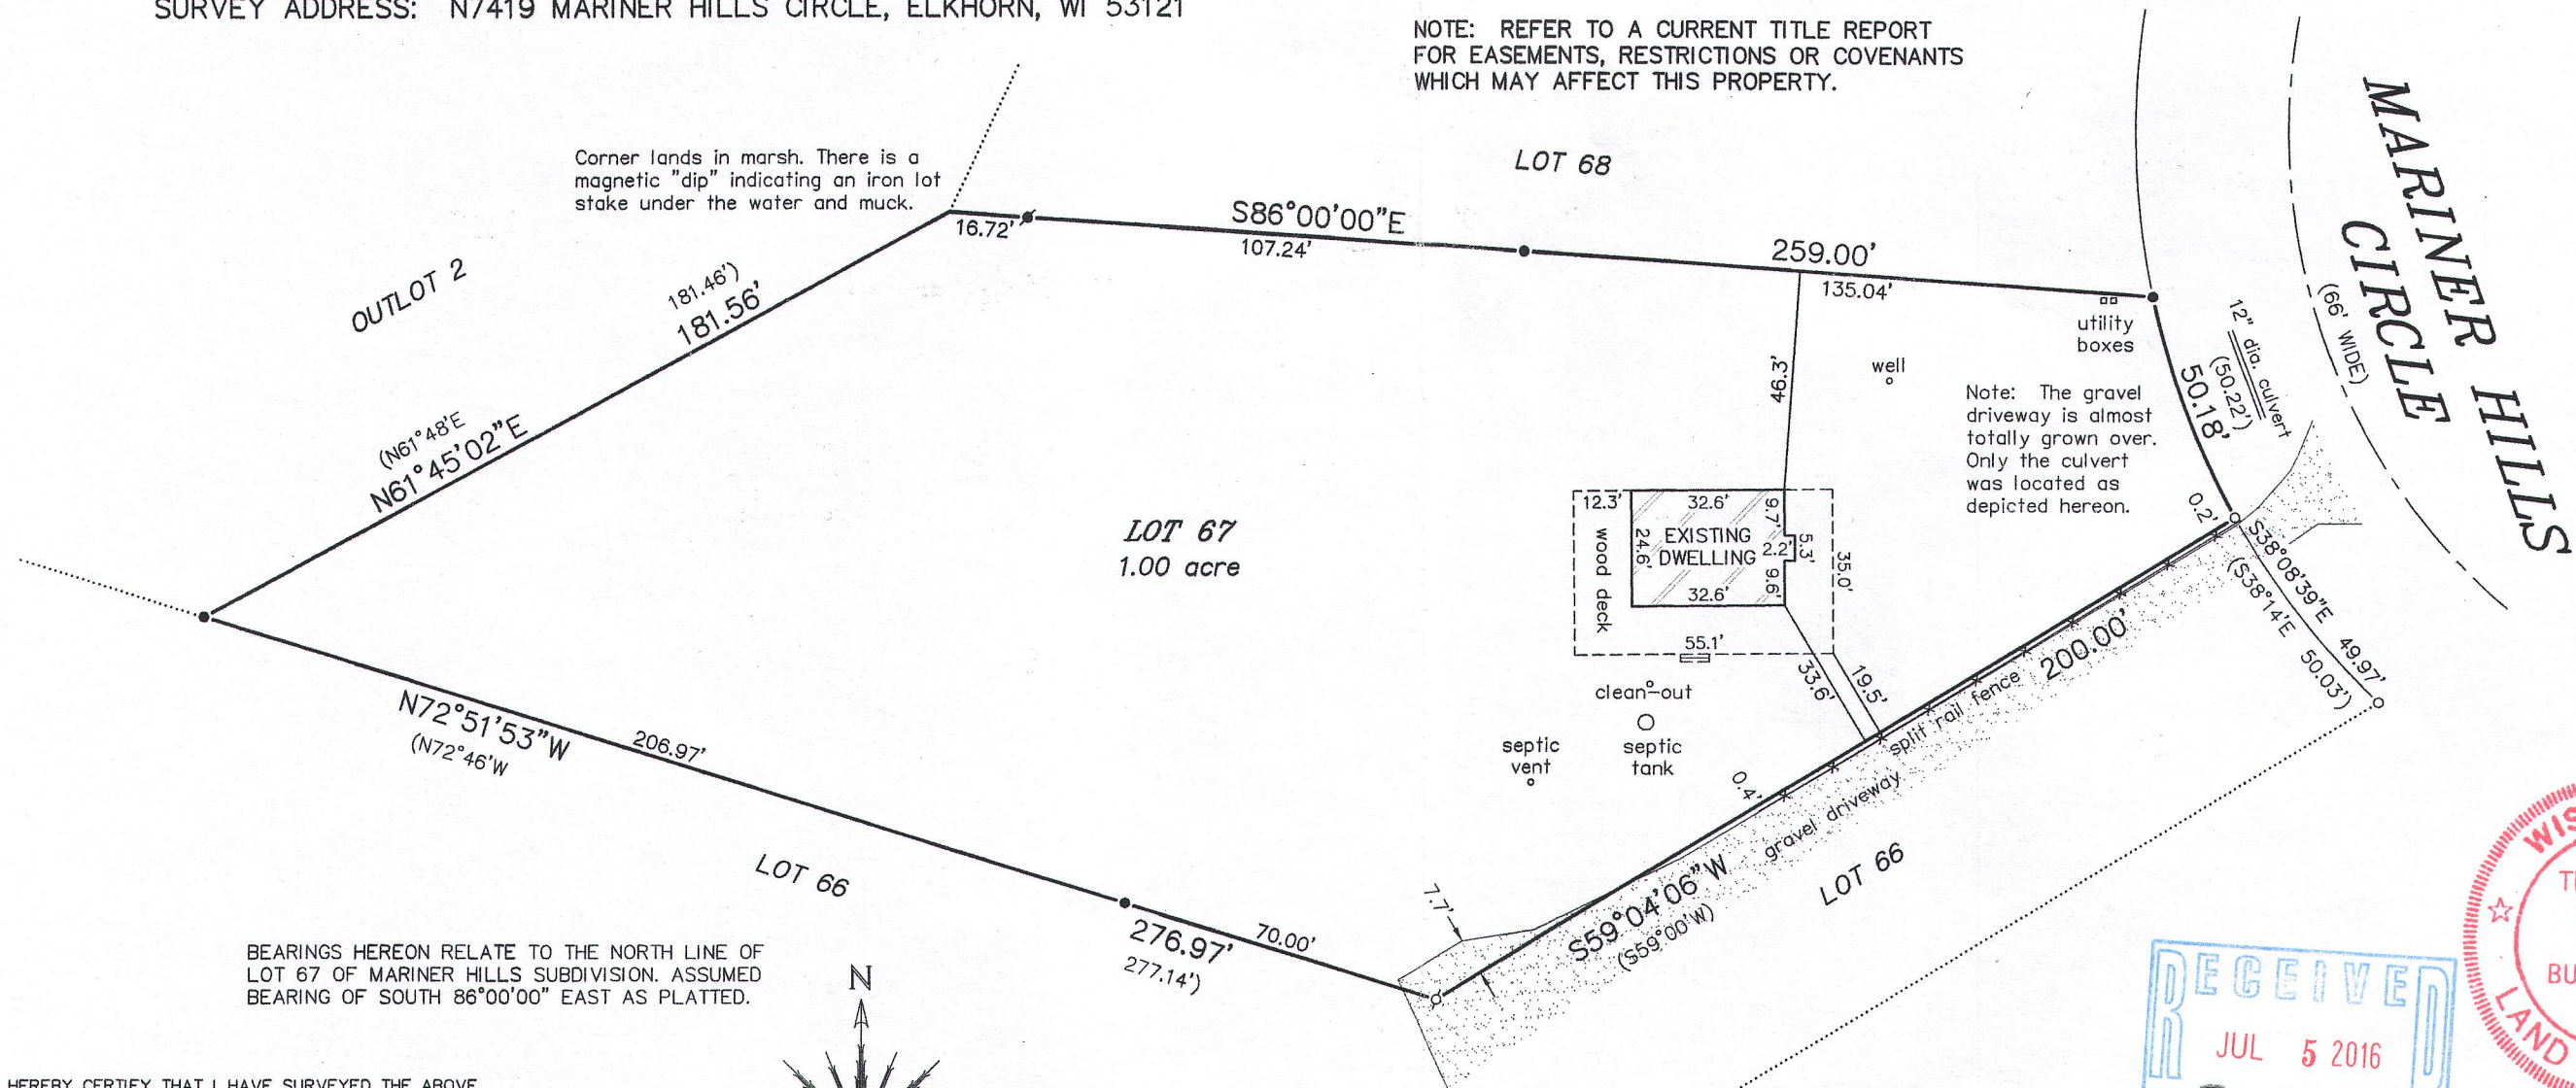 SURVEY ADDRESS: N7419 MARINER HILLS CIRCLE, ELKHORN, WI 53121
NOTE: REFER TO A CURRENT TITLE REPORT
FOR EASEMENTS, RESTRICTIONS OR COVENANTS
WHICH MAY AFFECT THIS PROPERTY.
Corner lands in marsh. There is a
magnetic "dip" indicating an iron lot
stake under the water and muck.
LOT 68
MARINER HILLS
CIRCLE
(66' WIDE)
16.72'
S86°00'00"E
107.24'
259.00'
135.04'
OUTLOT 2
181.46')
181.56'
(N61°48'E
N61°45'02"E
utility
boxes
12" dia. culvert
(50.22')
50.18'
46.3'
well
Note: The gravel
driveway is almost
totally grown over.
Only the culvert
was located as
depicted hereon.
LOT 67
1.00 acre
12.3'
32.6'
9.7'
wood deck
24.6'
EXISTING
DWELLING
2.2'
5.3'
35.0'
9.6'
32.6'
55.1'
0.2'
S38°08'39"E
49.97'
(S38°14'E
50.03')
33.6'
19.5'
200.00'
split rail fence
clean-out
septic
tank
septic
vent
0.4'
gravel driveway
N72°51'53"W
(N72°46'W
206.97'
LOT 66
7.7'
S59°04'06"W
(S59°00'W)
LOT 66
276.97'
70.00'
277.14')
BEARINGS HEREON RELATE TO THE NORTH LINE OF
LOT 67 OF MARINER HILLS SUBDIVISION. ASSUMED
BEARING OF SOUTH 86°00'00" EAST AS PLATTED.
N
RECEIVED
JUL 5 2016
WIS
BU
LAND
HEREBY CERTIFY THAT I HAVE SURVEYED THE ABOVE